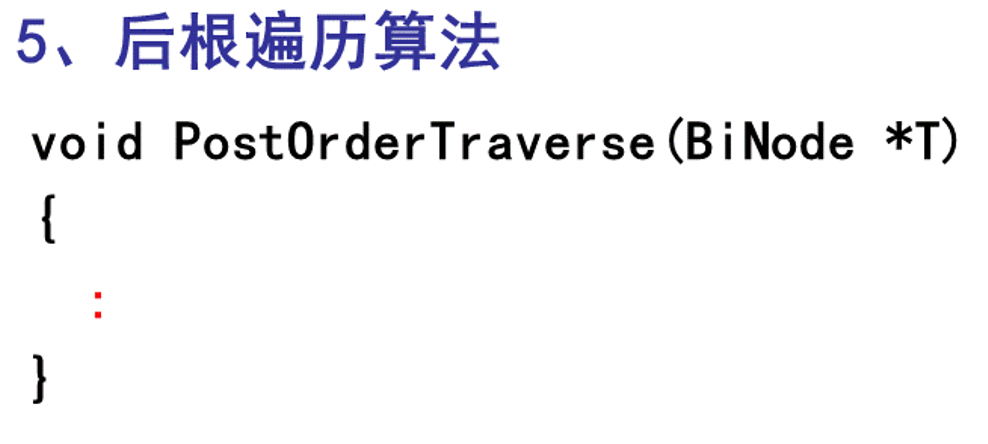 5、后根遍历算法
void PostOrderTraverse(BiNode *T)
{
:
}